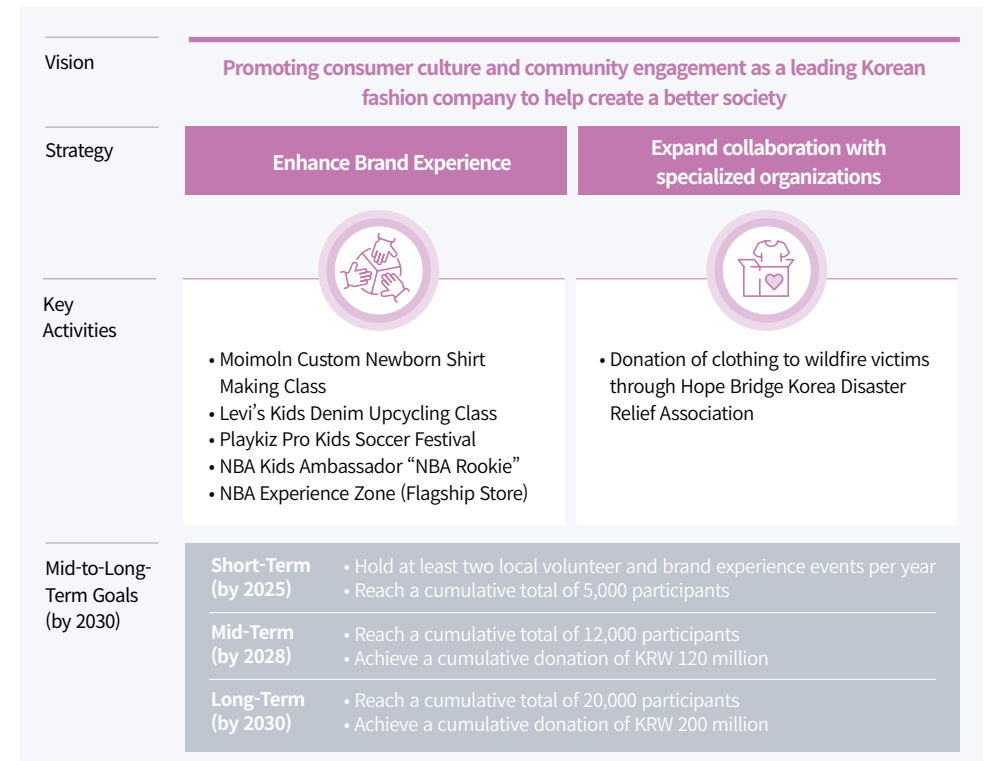 Vision
Promoting consumer culture and community engagement as a leading Korean
fashion company to help create a better society
Strategy
Enhance Brand Experience
Expand collaboration with
specialized organizations
Key
Activities
• Moimoln Custom Newborn Shirt
Making Class
• Levi’s Kids Denim Upcycling Class
• Playkiz Pro Kids Soccer Festival
• NBA Kids Ambassador “NBA Rookie”
• NBA Experience Zone (Flagship Store)
• Donation of clothing to wildfire victims
through Hope Bridge Korea Disaster
Relief Association
Mid-to-Long-
Term Goals
(by 2030)
Short-Term
(by 2025)
• Hold at least two local volunteer and brand experience events per year
• Reach a cumulative total of 5,000 participants
Mid-Term
(by 2028)
• Reach a cumulative total of 12,000 participants
• Achieve a cumulative donation of KRW 120 million
Long-Term
(by 2030)
• Reach a cumulative total of 20,000 participants
• Achieve a cumulative donation of KRW 200 million